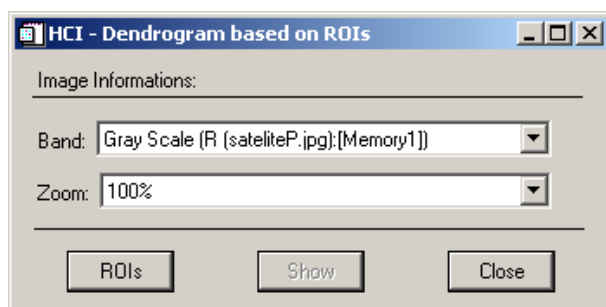 HCI - Dendrogram based on ROIs
Image Informations:
Band: Gray Scale (R (sateliteP.jpg):[Memory1])
Zoom: 100%
ROIs Show Close